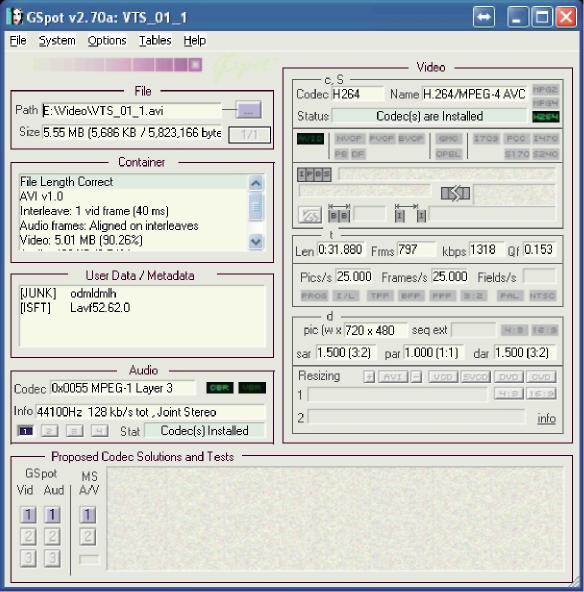 GSpot v2.70a: VTS_01_1
File System Options Tables Help
GSpot
File
Path E:\Video\VTS_01_1.avi ...
Size 5.55 MB (5,686 KB / 5,823,166 byte 1/1
Container
File Length Correct
AVI v1.0
Interleave: 1 vid frame (40 ms)
Audio frames: Aligned on interleaves
Video: 5.01 MB (90.26%)
User Data / Metadata
[JUNK] odmldmlh
[ISFT] Lavf52.62.0
Audio
Codec 0x0055 MPEG-1 Layer 3 CBR VBR
Info 44100Hz 128 kb/s tot , Joint Stereo
1 2 3 4 Stat Codec(s) Installed
Video
c, S
Codec H264 Name H.264/MPEG-4 AVC MPG2
MPG4
Status Codec(s) are Installed H264
AVID NVOP PVOP BVOP GMC I709 PCC I470
PB DF QPEL S170 S240
I P B S
B B I I
t
Len 0:31.880 Frms 797 kbps 1318 Qf 0.153
Pics/s 25.000 Frames/s 25.000 Fields/s
PROG I/L TFF BFF PPP 3:2 PAL NTSC
d
pic (w x 720 x 480 seq ext 4:3 16:9
sar 1.500 (3:2) par 1.000 (1:1) dar 1.500 (3:2)
Resizing + AVI - VCD SVCD DVD CVD
1 4:3 16:9
2 info
Proposed Codec Solutions and Tests
GSpot MS
Vid Aud A/V
1 1 1
2 2 2
3 3